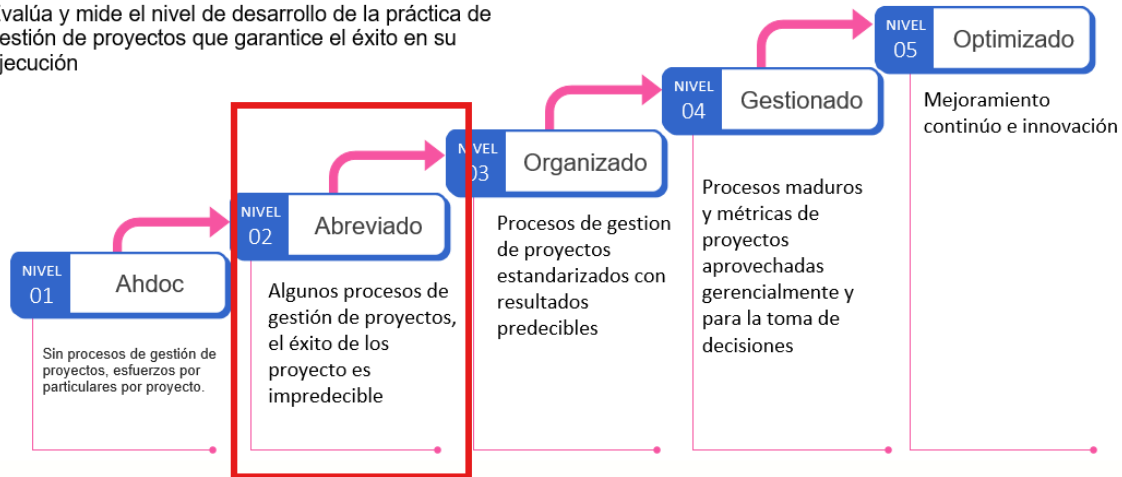 Evalúa y mide el nivel de desarrollo de la práctica de
gestión de proyectos que garantice el éxito en su
ejecución
NIVEL
01
Ahdoc
Sin procesos de gestión de
proyectos, esfuerzos por
particulares por proyecto.
NIVEL
02
Abreviado
Algunos procesos de
gestión de proyectos,
el éxito de los
proyecto es
impredecible
NIVEL
03
Organizado
Procesos de gestion
de proyectos
estandarizados con
resultados
predecibles
NIVEL
04
Gestionado
Procesos maduros
y métricas de
proyectos
aprovechadas
gerencialmente y
para la toma de
decisiones
NIVEL
05
Optimizado
Mejoramiento
continúo e innovación